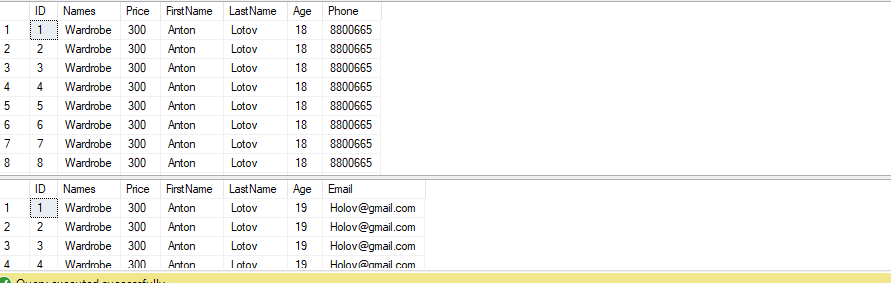 ID Names Price FirstName LastName Age Phone
1 1 Wardrobe 300 Anton Lotov 18 8800665
2 2 Wardrobe 300 Anton Lotov 18 8800665
3 3 Wardrobe 300 Anton Lotov 18 8800665
4 4 Wardrobe 300 Anton Lotov 18 8800665
5 5 Wardrobe 300 Anton Lotov 18 8800665
6 6 Wardrobe 300 Anton Lotov 18 8800665
7 7 Wardrobe 300 Anton Lotov 18 8800665
8 8 Wardrobe 300 Anton Lotov 18 8800665
ID Names Price FirstName LastName Age Email
1 1 Wardrobe 300 Anton Lotov 19 Holov@gmail.com
2 2 Wardrobe 300 Anton Lotov 19 Holov@gmail.com
3 3 Wardrobe 300 Anton Lotov 19 Holov@gmail.com
4 4 Wardrobe 300 Anton Lotov 19 Holov@gmail.com
Query executed successfully